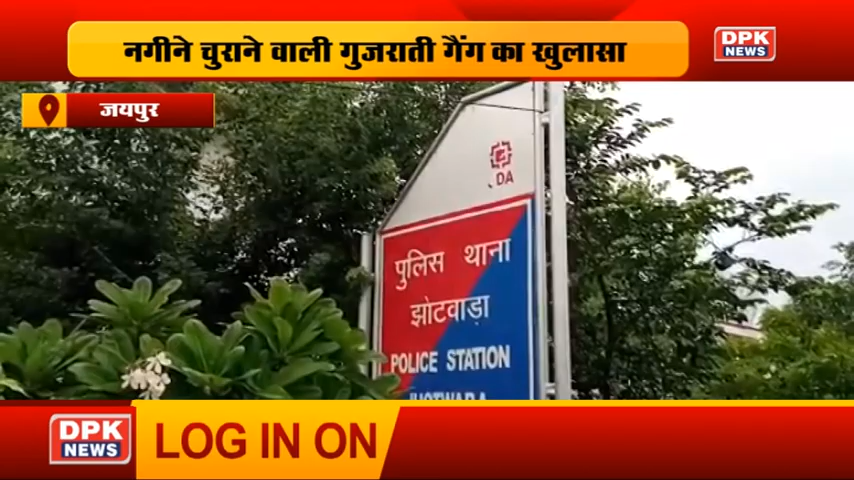 नगीने चुराने वाली गुजराती गैंग का खुलासा
DPK
NEWS
जयपुर
DA
पुलिस थाना
झोटवाड़ा
POLICE STATION
DPK
NEWS
LOG IN ON